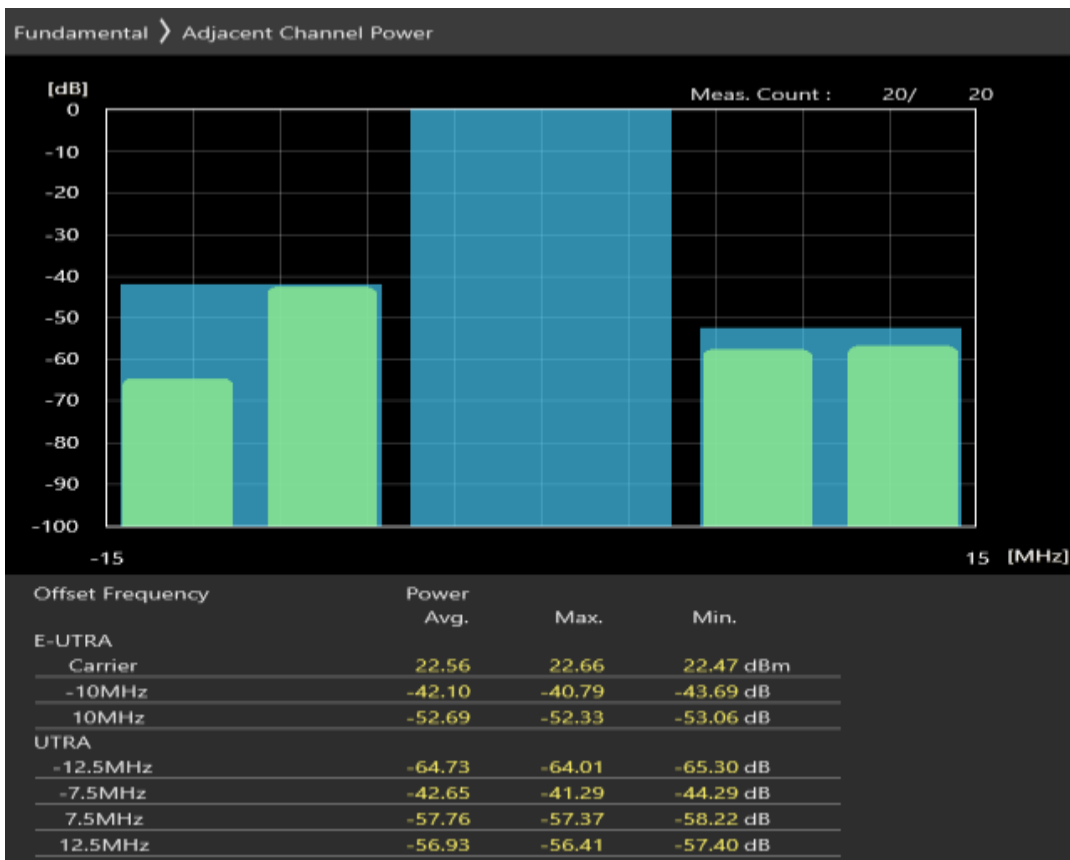 Fundamental 〉 Adjacent Channel Power
[dB]
Meas. Count : 20/ 20
0
-10
-20
-30
-40
-50
-60
-70
-80
-90
-100
-15 15 [MHz]
Offset Frequency Power
Avg. Max. Min.
E-UTRA
Carrier 22.56 22.66 22.47 dBm
-10MHz -42.10 -40.79 -43.69 dB
10MHz -52.69 -52.33 -53.06 dB
UTRA
-12.5MHz -64.73 -64.01 -65.30 dB
-7.5MHz -42.65 -41.29 -44.29 dB
7.5MHz -57.76 -57.37 -58.22 dB
12.5MHz -56.93 -56.41 -57.40 dB